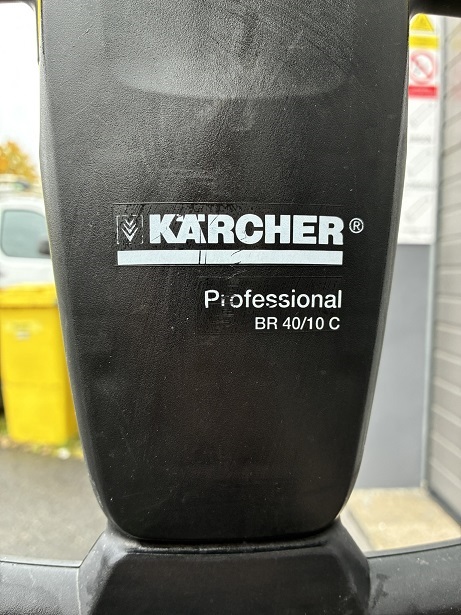 KÄRCHER®
Professional
BR 40/10 C